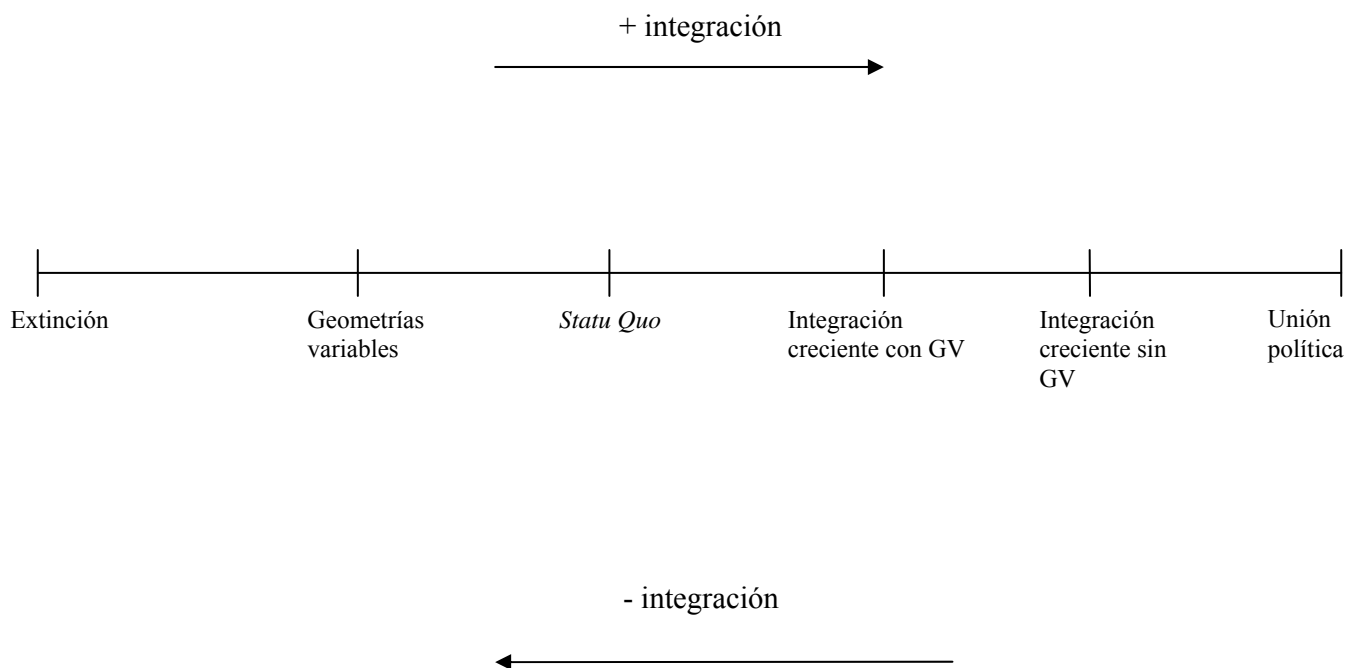 + integración
Extinción
Geometrías
variables
Statu Quo
Integración
creciente con GV
Integración
creciente sin
GV
Unión
política
- integración